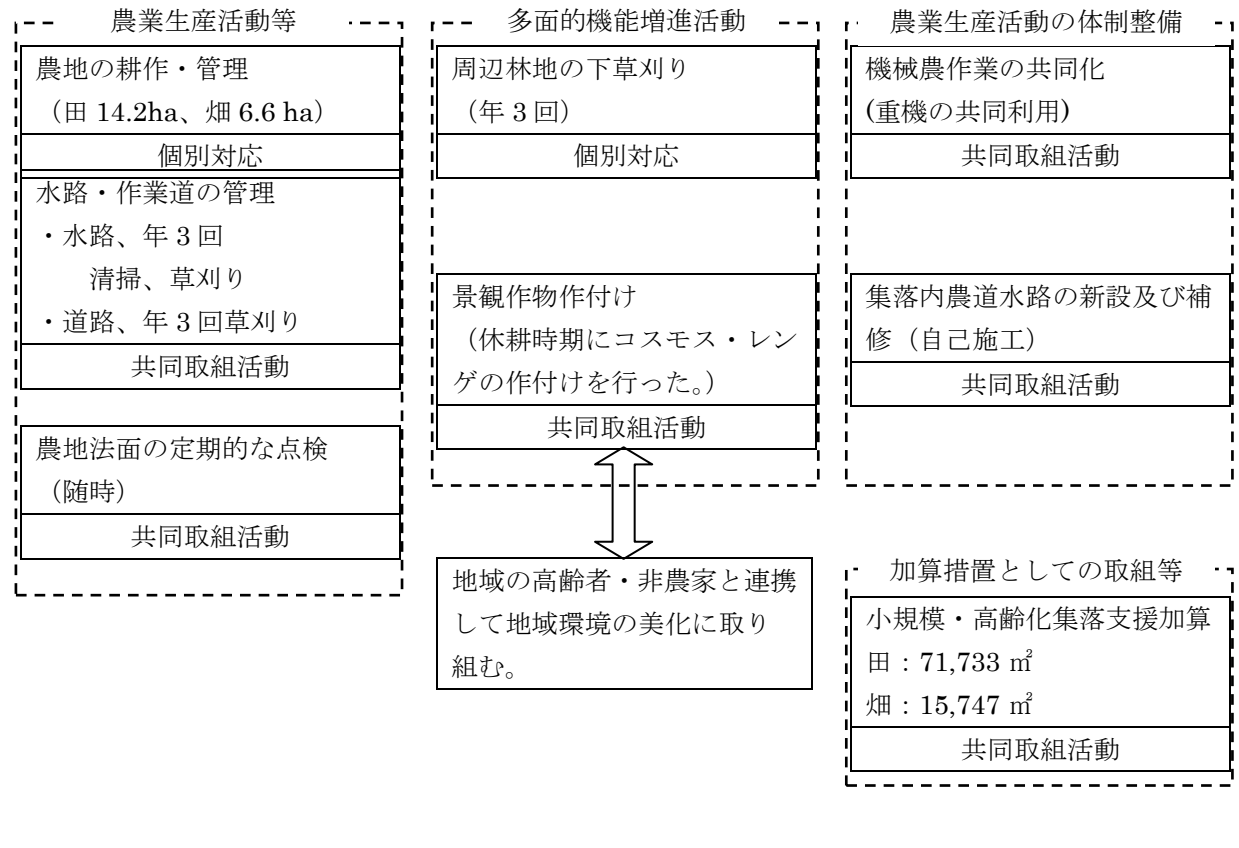 農業生産活動等
農地の耕作・管理
（田 14.2ha、畑 6.6 ha）
個別対応
水路・作業道の管理
・水路、年 3 回
清掃、草刈り
・道路、年 3 回草刈り
共同取組活動
農地法面の定期的な点検
（随時）
共同取組活動
多面的機能増進活動
周辺林地の下草刈り
（年 3 回）
個別対応
景観作物作付け
（休耕時期にコスモス・レン
ゲの作付けを行った。）
共同取組活動
地域の高齢者・非農家と連携
して地域環境の美化に取り
組む。
農業生産活動の体制整備
機械農作業の共同化
(重機の共同利用)
共同取組活動
集落内農道水路の新設及び補
修（自己施工）
共同取組活動
加算措置としての取組等
小規模・高齢化集落支援加算
田：71,733 ㎡
畑：15,747 ㎡
共同取組活動